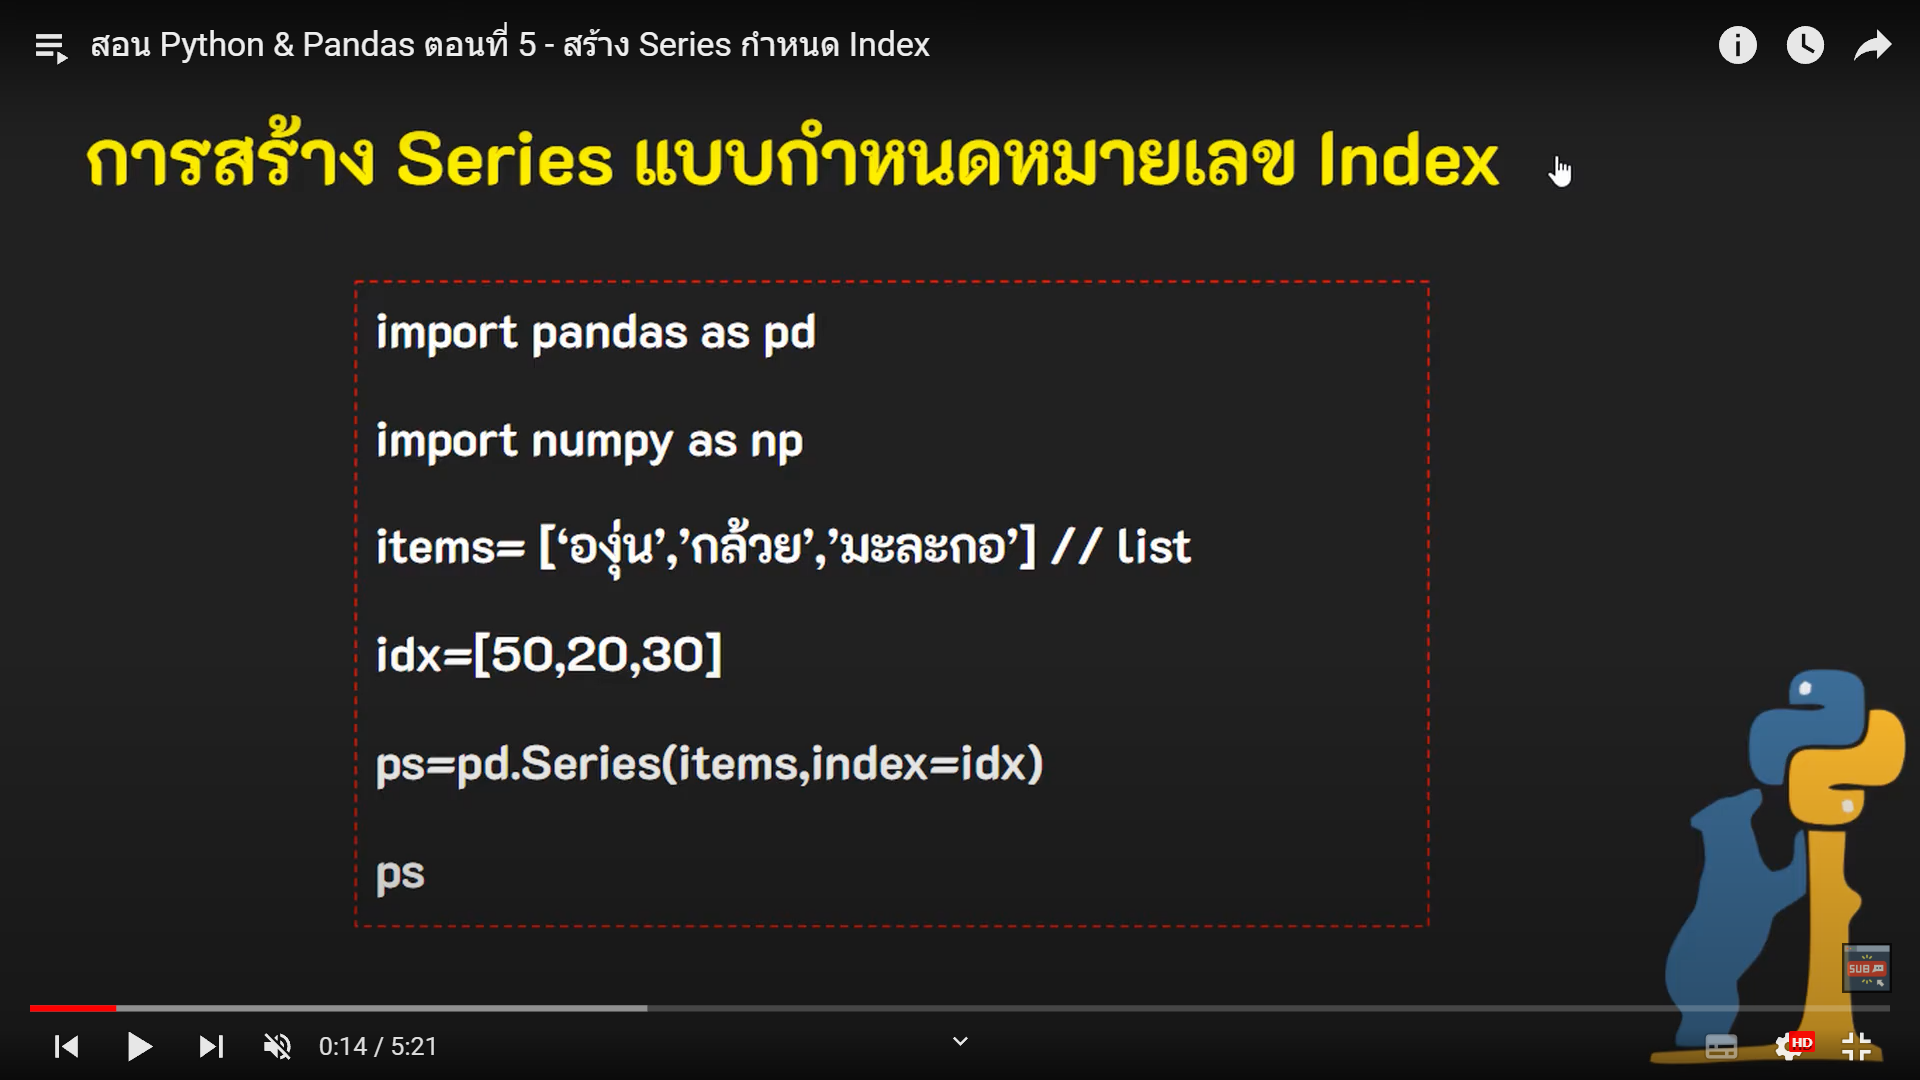 สอน Python & Pandas ตอนที่ 5 - สร้าง Series กำหนด Index
การสร้าง Series แบบกำหนดหมายเลข Index
import pandas as pd
import numpy as np
items= [‘องุ่น’,’กล้วย’,’มะละกอ’] // list
idx=[50,20,30]
ps=pd.Series(items,index=idx)
ps
SUB
0:14 / 5:21
HD